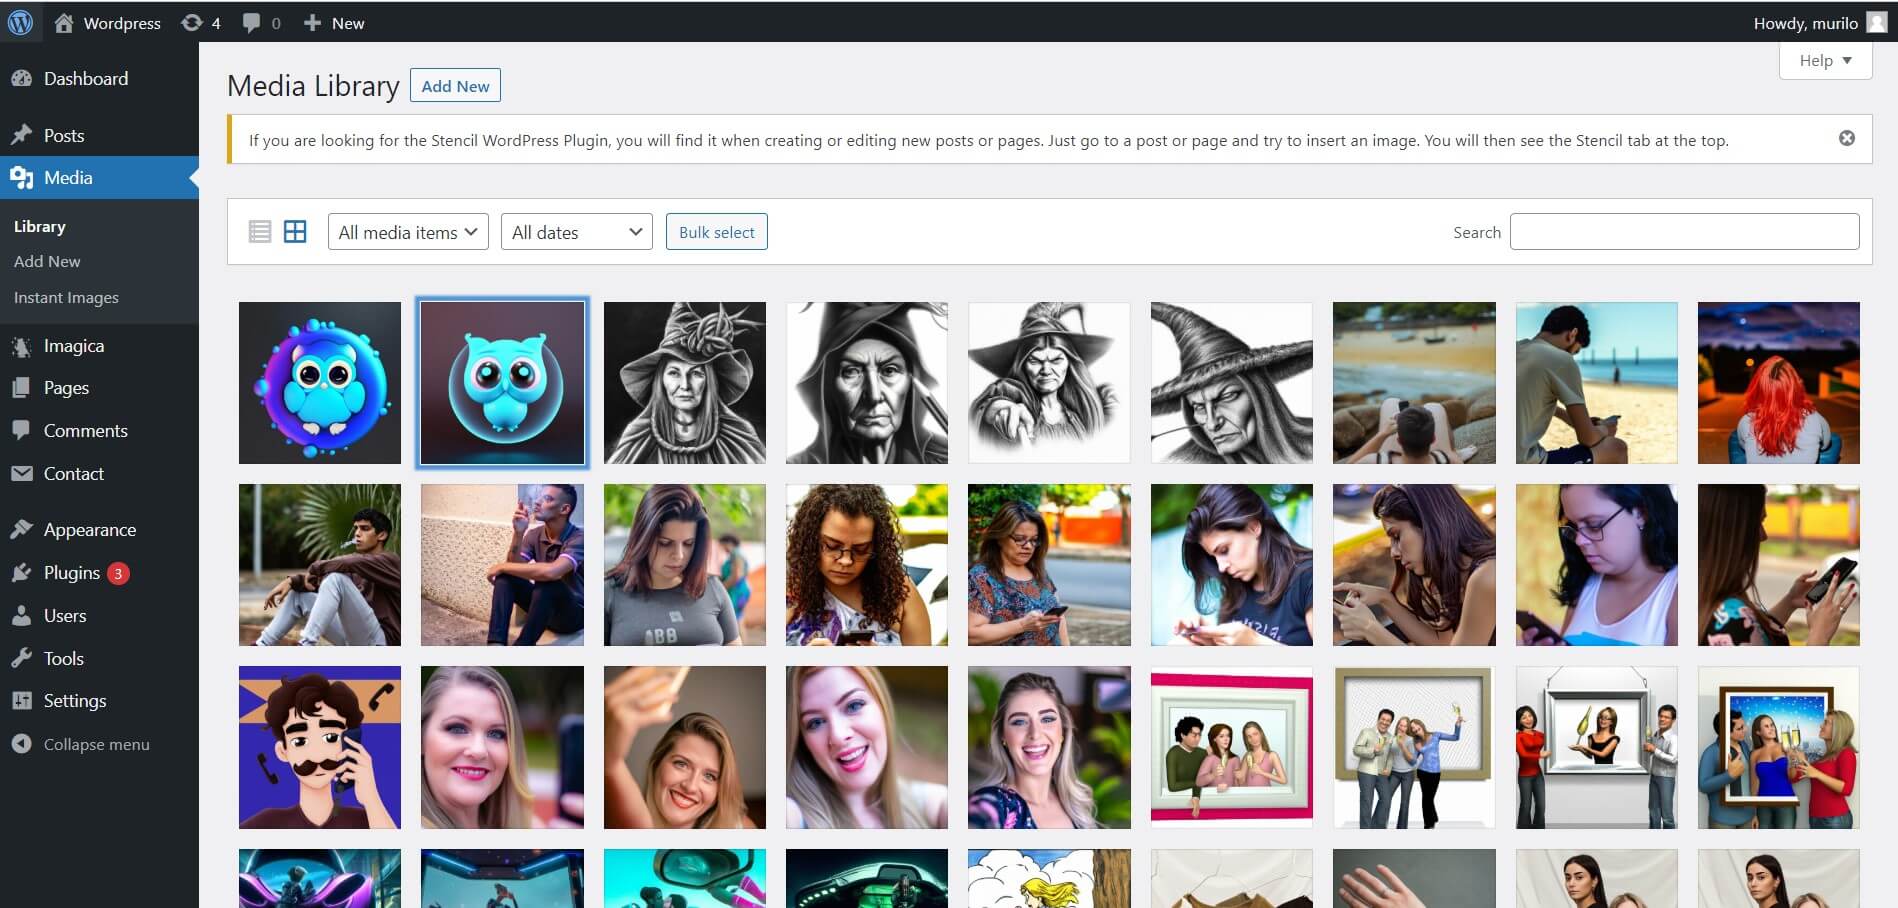 Wordpress
4
0
New
Howdy, murilo
Dashboard
Posts
Media
Library
Add New
Instant Images
Imagica
Pages
Comments
Contact
Appearance
Plugins 3
Users
Tools
Settings
Collapse menu
Help
Media Library
Add New
If you are looking for the Stencil WordPress Plugin, you will find it when creating or editing new posts or pages. Just go to a post or page and try to insert an image. You will then see the Stencil tab at the top.
All media items
All dates
Bulk select
Search